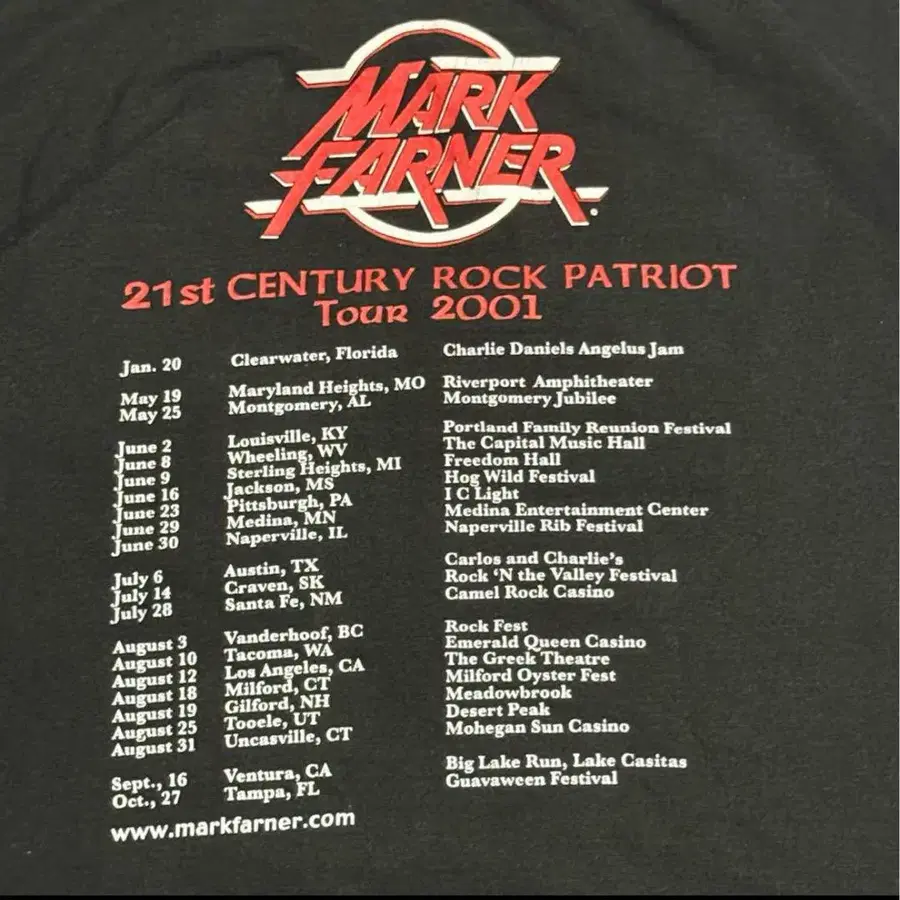 MARK
FARNER.
21st CENTURY ROCK PATRIOT
Tour 2001
Jan. 20 Clearwater, Florida Charlie Daniels Angelus Jam
May 19 Maryland Heights, MO Riverport Amphitheater
May 25 Montgomery, AL Montgomery Jubilee
June 2 Louisville, KY Portland Family Reunion Festival
June 8 Wheeling, WV The Capital Music Hall
June 9 Sterling Heights, MI Freedom Hall
June 16 Jackson, MS Hog Wild Festival
June 23 Pittsburgh, PA I C Light
June 29 Medina, MN Medina Entertainment Center
June 30 Naperville, IL Naperville Rib Festival
July 6 Austin, TX Carlos and Charlie's
July 14 Craven, SK Rock 'N the Valley Festival
July 28 Santa Fe, NM Camel Rock Casino
August 3 Vanderhoof, BC Rock Fest
August 10 Tacoma, WA Emerald Queen Casino
August 12 Los Angeles, CA The Greek Theatre
August 18 Milford, CT Milford Oyster Fest
August 19 Gilford, NH Meadowbrook
August 25 Tooele, UT Desert Peak
August 31 Uncasville, CT Mohegan Sun Casino
Sept., 16 Ventura, CA Big Lake Run, Lake Casitas
Oct., 27 Tampa, FL Guavaween Festival
www.markfarner.com